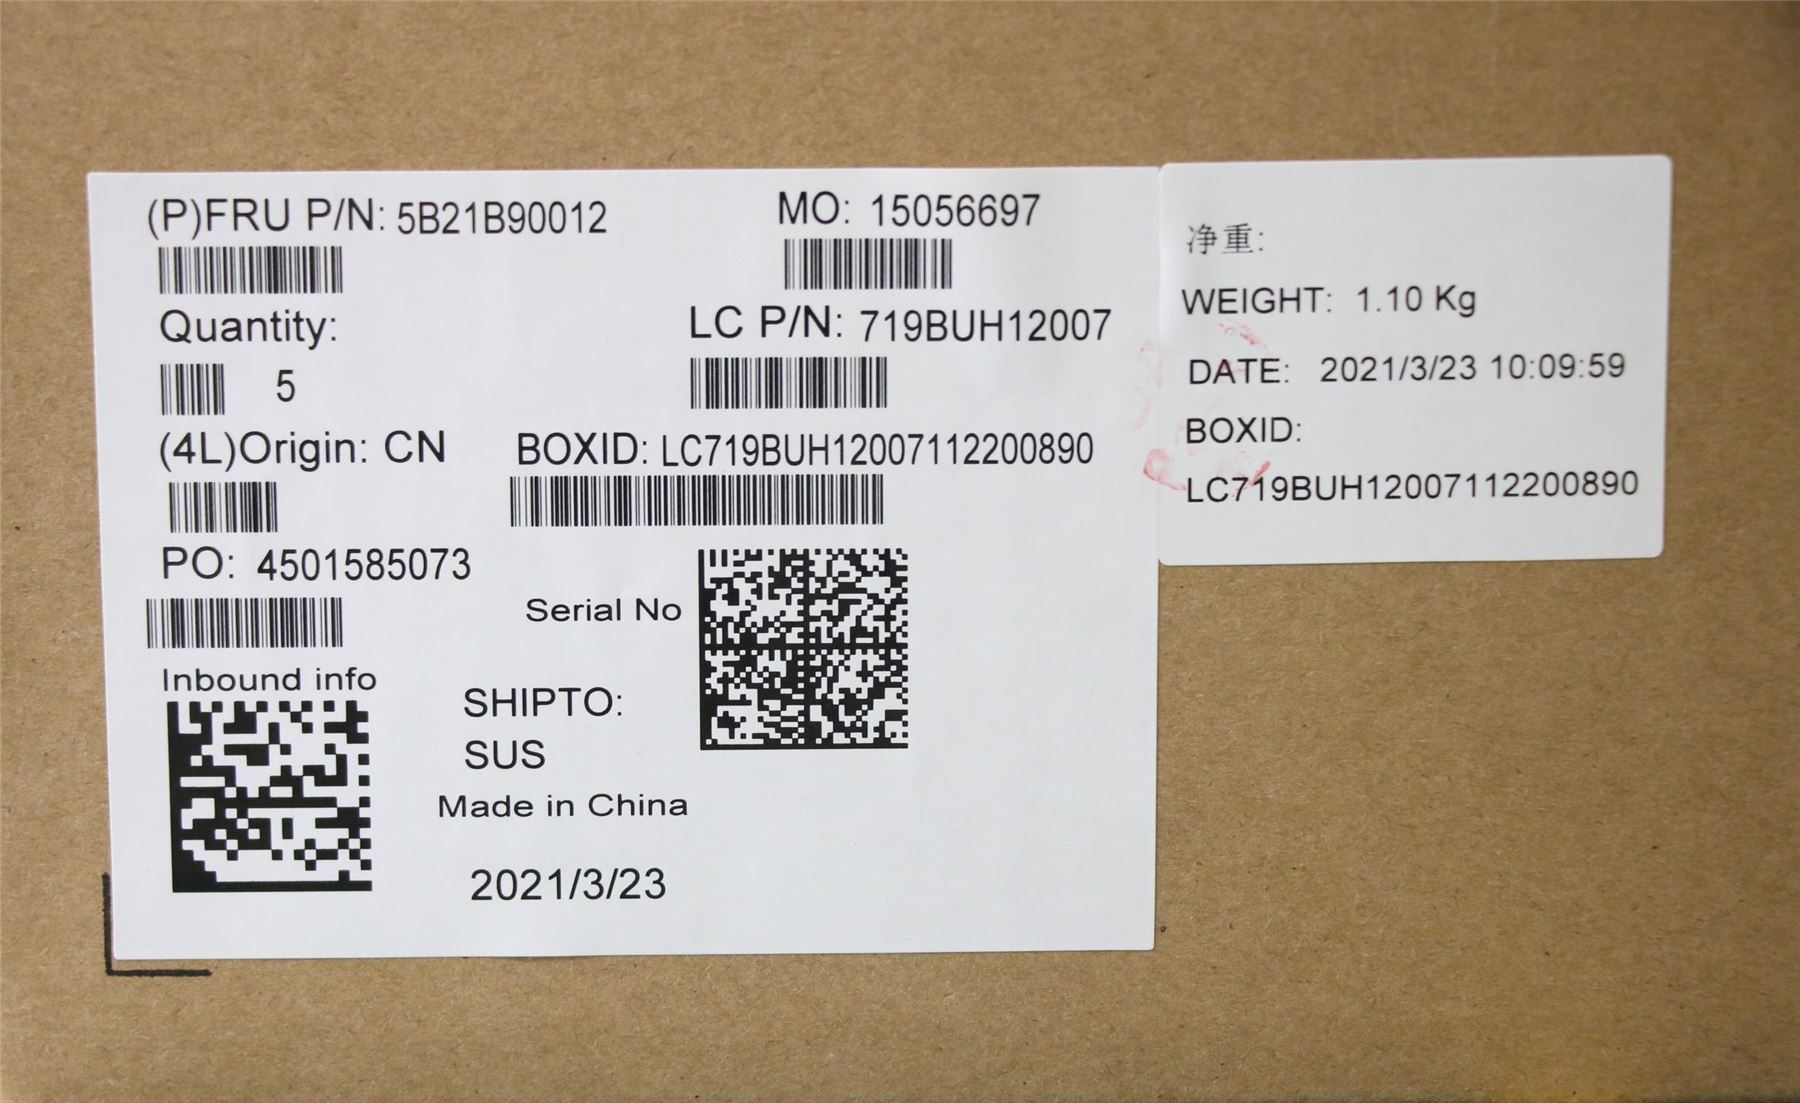 (P)FRU P/N: 5B21B90012
MO: 15056697
Quantity:
5
LC P/N: 719BUH12007
(4L)Origin: CN
BOXID: LC719BUH12007112200890
PO: 4501585073
Serial No
Inbound info
SHIPTO:
SUS
Made in China
2021/3/23
净重:
WEIGHT: 1.10 Kg
DATE: 2021/3/23 10:09:59
BOXID:
LC719BUH12007112200890